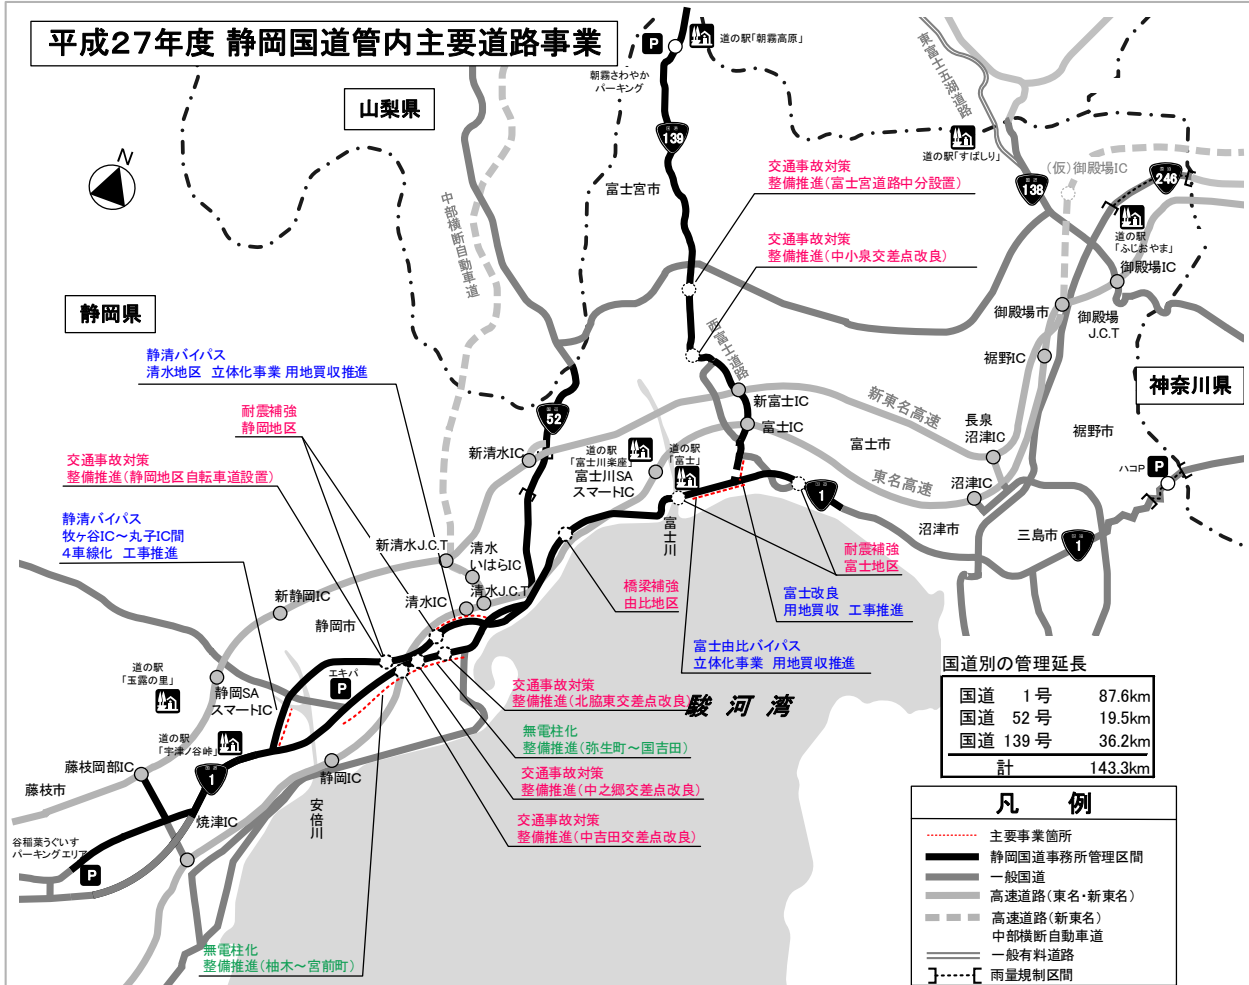 平成27年度 静岡国道管内主要道路事業
P
道の駅「朝霧高原」
朝霧さわやか
パーキング
山梨県
N
国道
139
富士宮市
東富士五湖道路
道の駅「すばしり」
138
(仮)御殿場IC
246
道の駅
「ふじおやま」
御殿場IC
御殿場市
御殿場
J.C.T
裾野IC
交通事故対策
整備推進(富士宮道路中分設置)
交通事故対策
整備推進(中小泉交差点改良)
中部横断自動車道
静岡県
静清バイパス
清水地区 立体化事業 用地買収推進
耐震補強
静岡地区
交通事故対策
整備推進(静岡地区自転車道設置)
静清バイパス
牧ヶ谷IC~丸子IC間
4車線化 工事推進
西富士道路
神奈川県
52
新富士IC
富士IC
新東名高速
東名高速
富士市
長泉
沼津IC
裾野市
沼津IC
ハコP
P
新清水IC
道の駅
「富士川楽座」
富士川SA
スマートIC
道の駅
「富士」
富士川
1
沼津市
三島市
1
新清水J.C.T
清水
いはらIC
清水J.C.T
清水IC
新静岡IC
静岡市
橋梁補強
由比地区
耐震補強
富士地区
富士改良
用地買収 工事推進
富士由比バイパス
立体化事業 用地買収推進
駿河湾
道の駅
「玉露の里」
静岡SA
スマートIC
エキパ
P
道の駅
「宇津ノ谷峠」
藤枝岡部IC
藤枝市
1
焼津IC
静岡IC
安倍川
谷稲葉うぐいす
パーキングエリア
P
交通事故対策
整備推進(北脇東交差点改良)
無電柱化
整備推進(弥生町~国吉田)
交通事故対策
整備推進(中之郷交差点改良)
交通事故対策
整備推進(中吉田交差点改良)
無電柱化
整備推進(柚木~宮前町)
国道別の管理延長
国道 1号 87.6km
国道 52号 19.5km
国道 139号 36.2km
計 143.3km
凡 例
主要事業箇所
静岡国道事務所管理区間
一般国道
高速道路(東名・新東名)
高速道路(新東名)
中部横断自動車道
一般有料道路
雨量規制区間